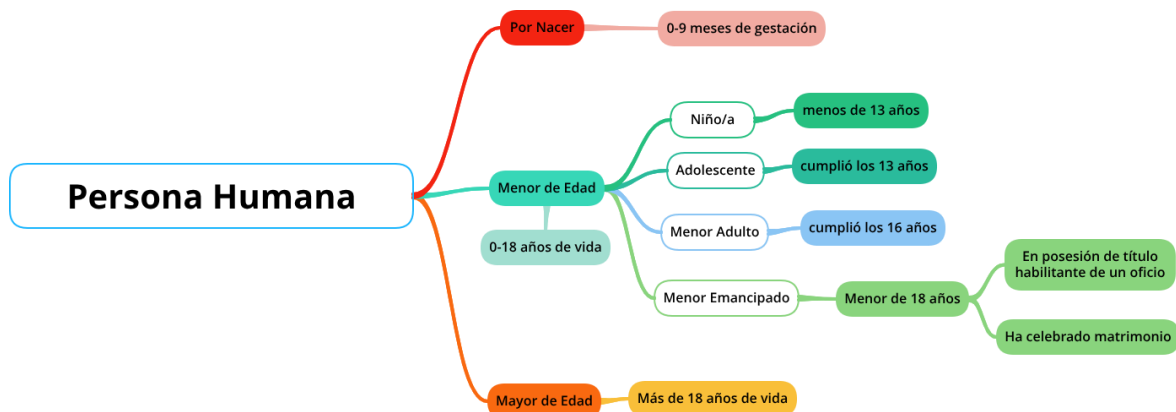 Persona Humana
Por Nacer
0-9 meses de gestación
Menor de Edad
0-18 años de vida
Niño/a
menos de 13 años
Adolescente
cumplió los 13 años
Menor Adulto
cumplió los 16 años
Menor Emancipado
Menor de 18 años
En posesión de título
habilitante de un oficio
Ha celebrado matrimonio
Mayor de Edad
Más de 18 años de vida